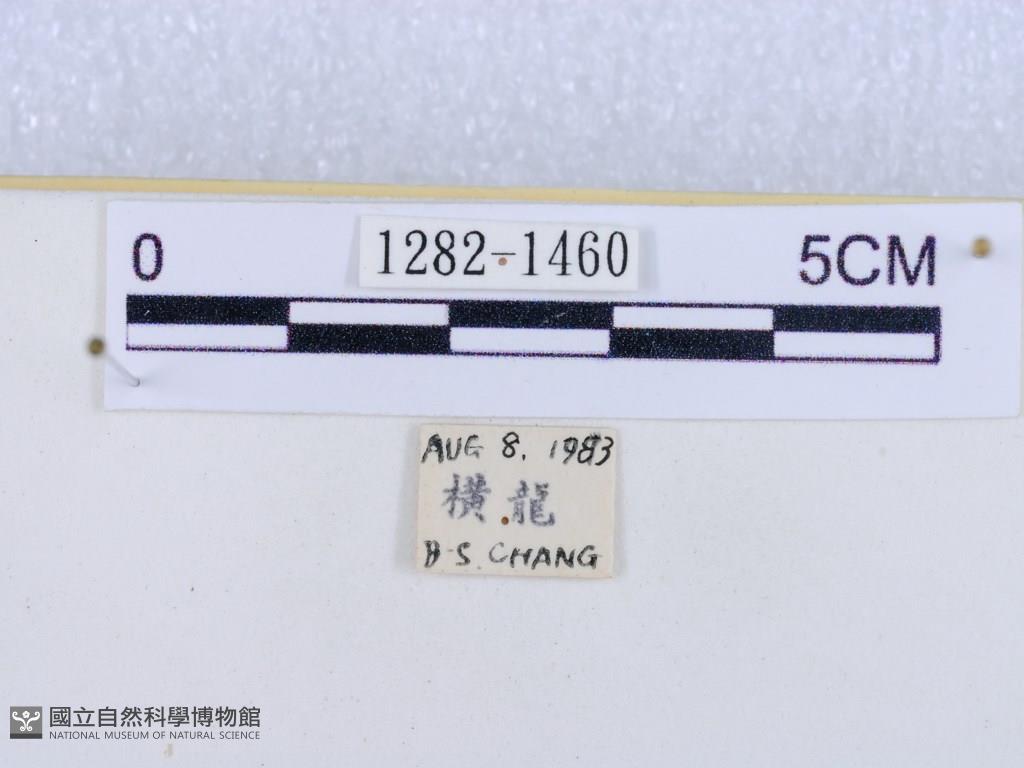 0 1282-1460 5CM
AUG 8, 1983
橫龍
B-S. CHANG
國立自然科學博物館
NATIONAL MUSEUM OF NATURAL SCIENCE